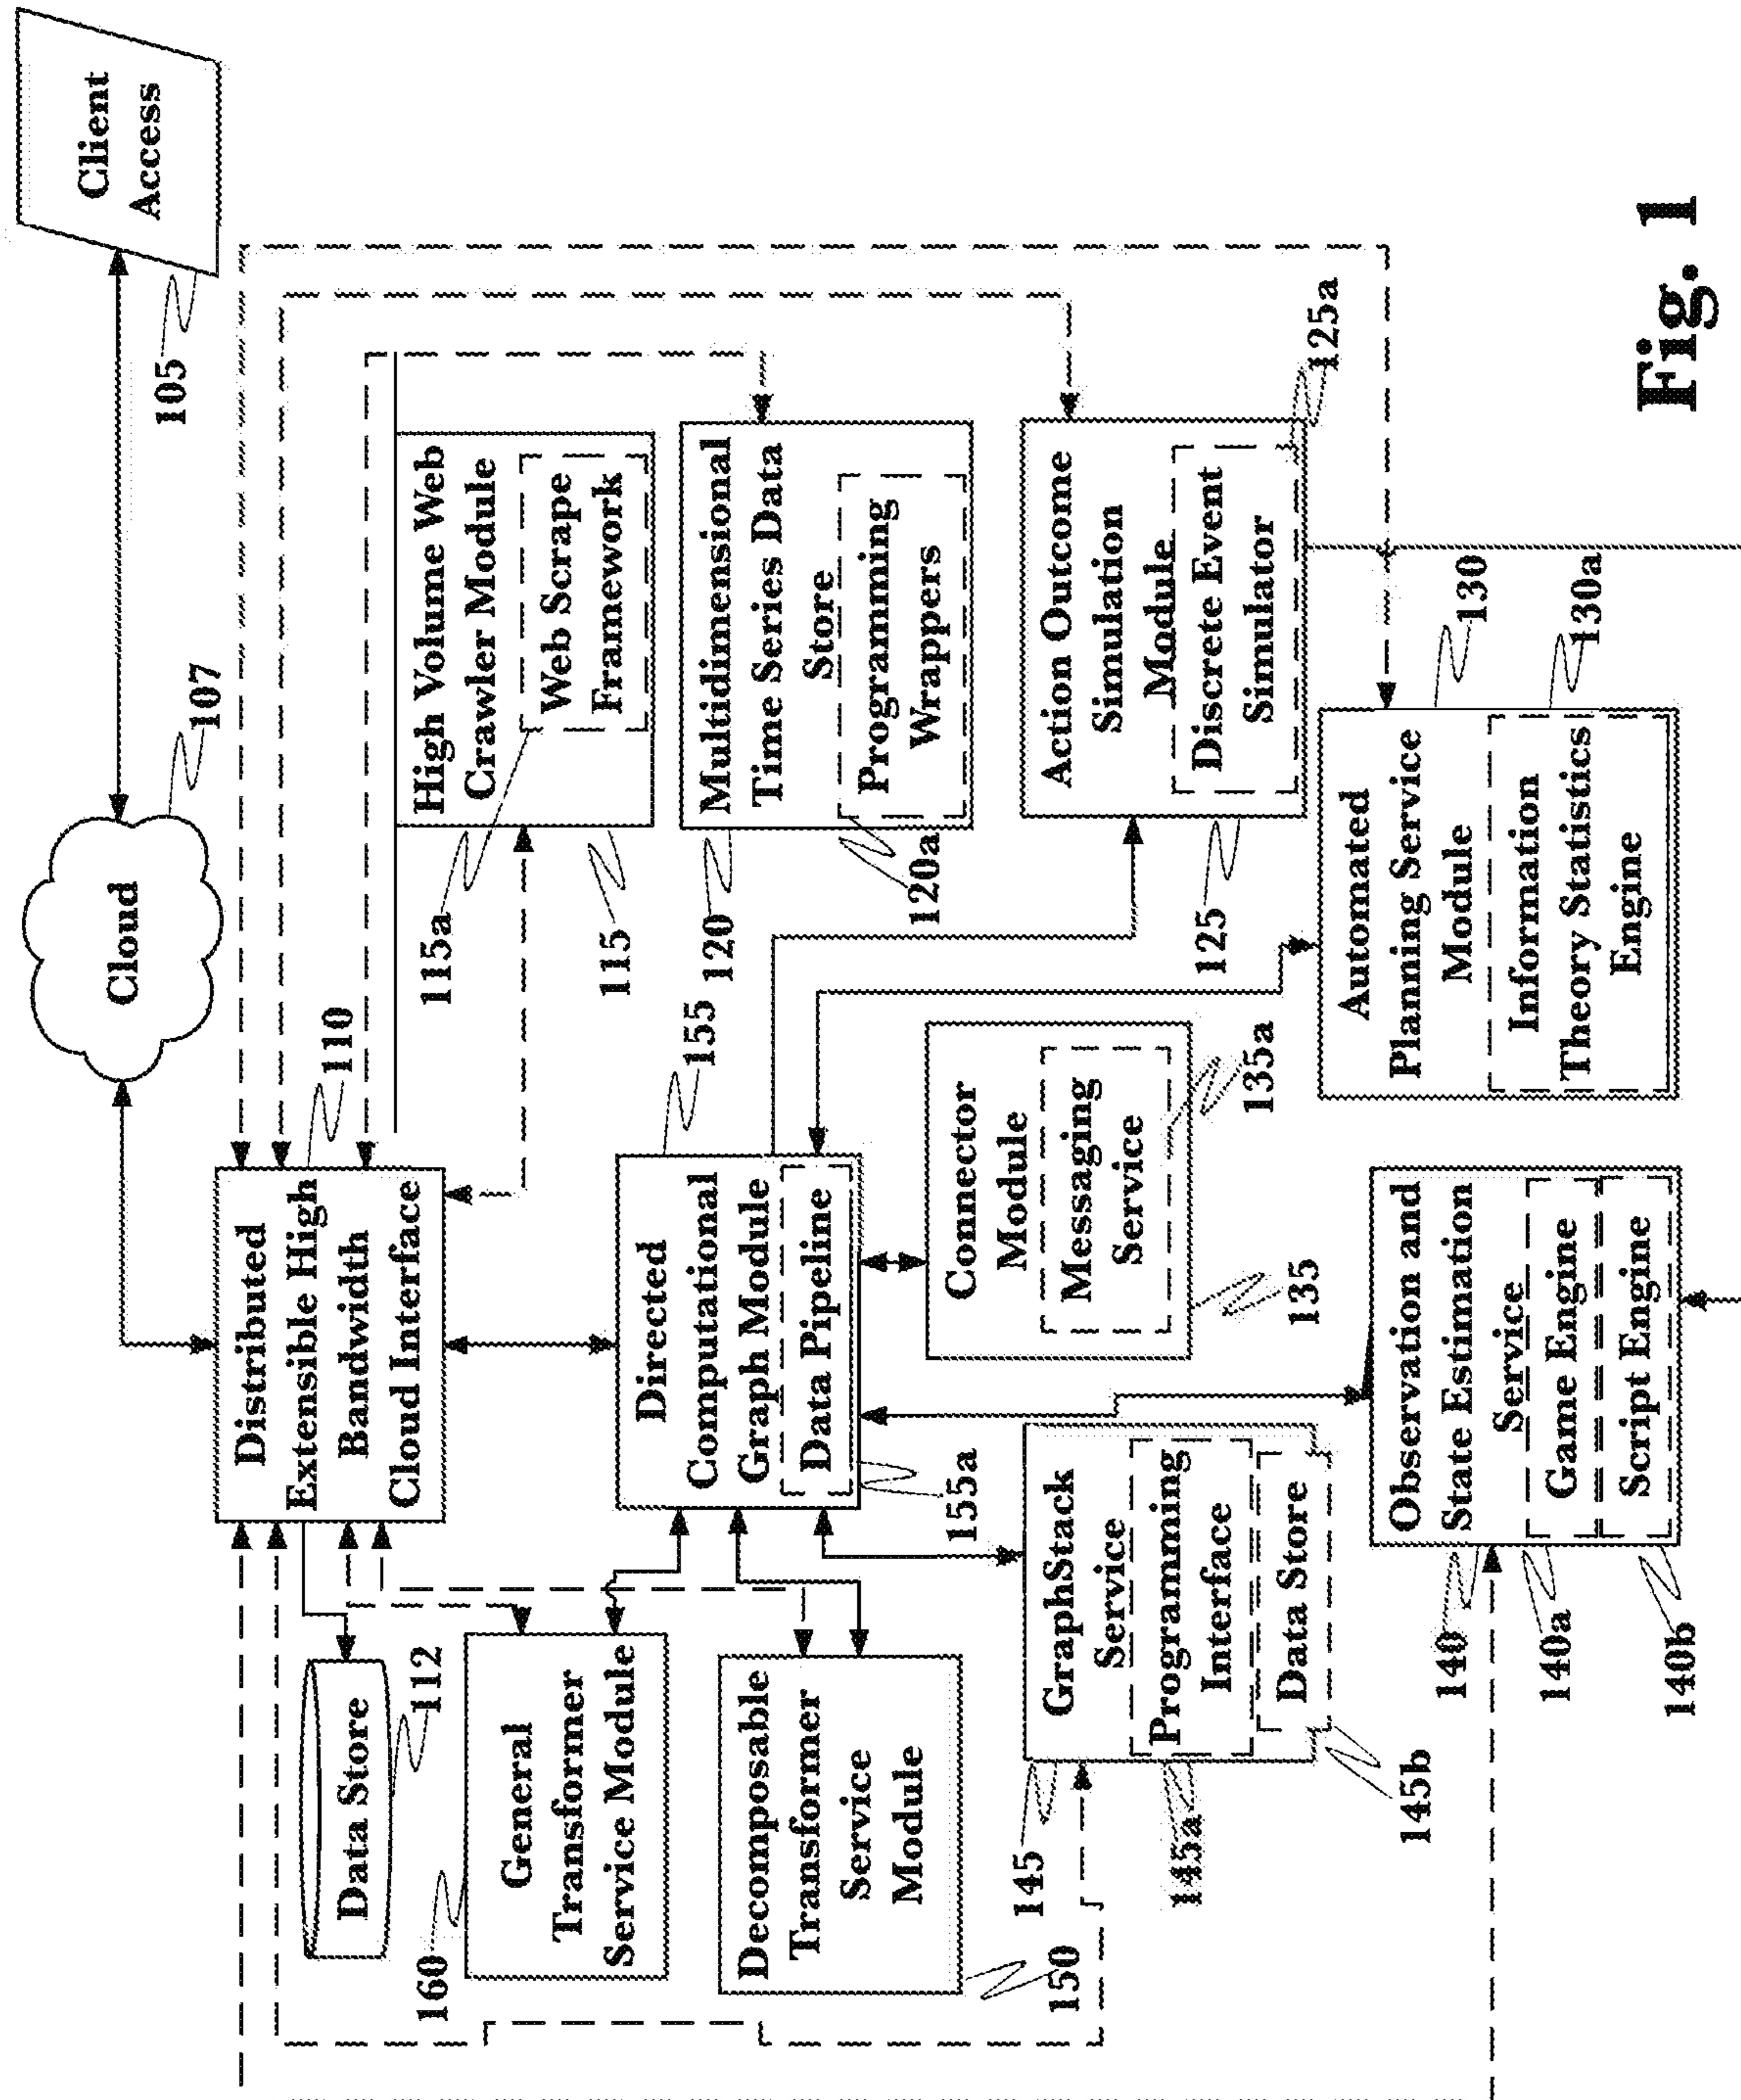 Client
Access
105
Cloud
107
Distributed
Extensible High
Bandwidth
Cloud Interface
110
Data Store
112
High Volume Web
Crawler Module
Web Scrape
Framework
115a
115
General
Transformer
Service Module
160
Directed
Computational
Graph Module
Data Pipeline
155
155a
Multidimensional
Time Series Data
Store
Programming
Wrappers
120
120a
Decomposable
Transformer
Service
Module
150
Connector
Module
Messaging
Service
135a
135
Action Outcome
Simulation
Module
Discrete Event
Simulator
125
125a
GraphStack
Service
Programming
Interface
Data Store
145
145a
145b
Observation and
State Estimation
Service
Game Engine
Script Engine
140
140a
140b
Automated
Planning Service
Module
Information
Theory Statistics
Engine
130
130a
Fig. 1